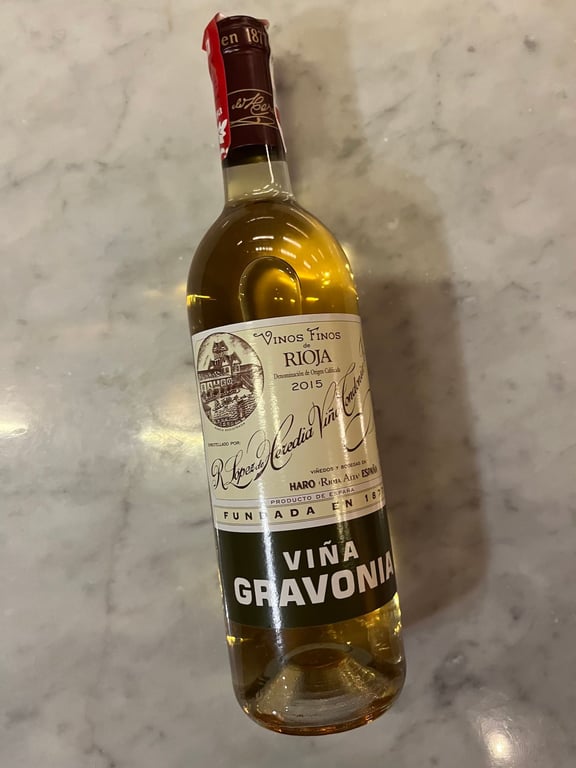 en 187
VINOS FINOS
de
RIOJA
Denominación de Origen Calificada
2015
EMBOTELLADO POR:
R. López de Heredia Viña Tondonia
VIÑEDOS Y BODEGAS EN
HARO (RIOJA ALTA) ESPAÑA
PRODUCTO DE ESPAÑA
FUNDADA EN 187
VIÑA
GRAVONIA